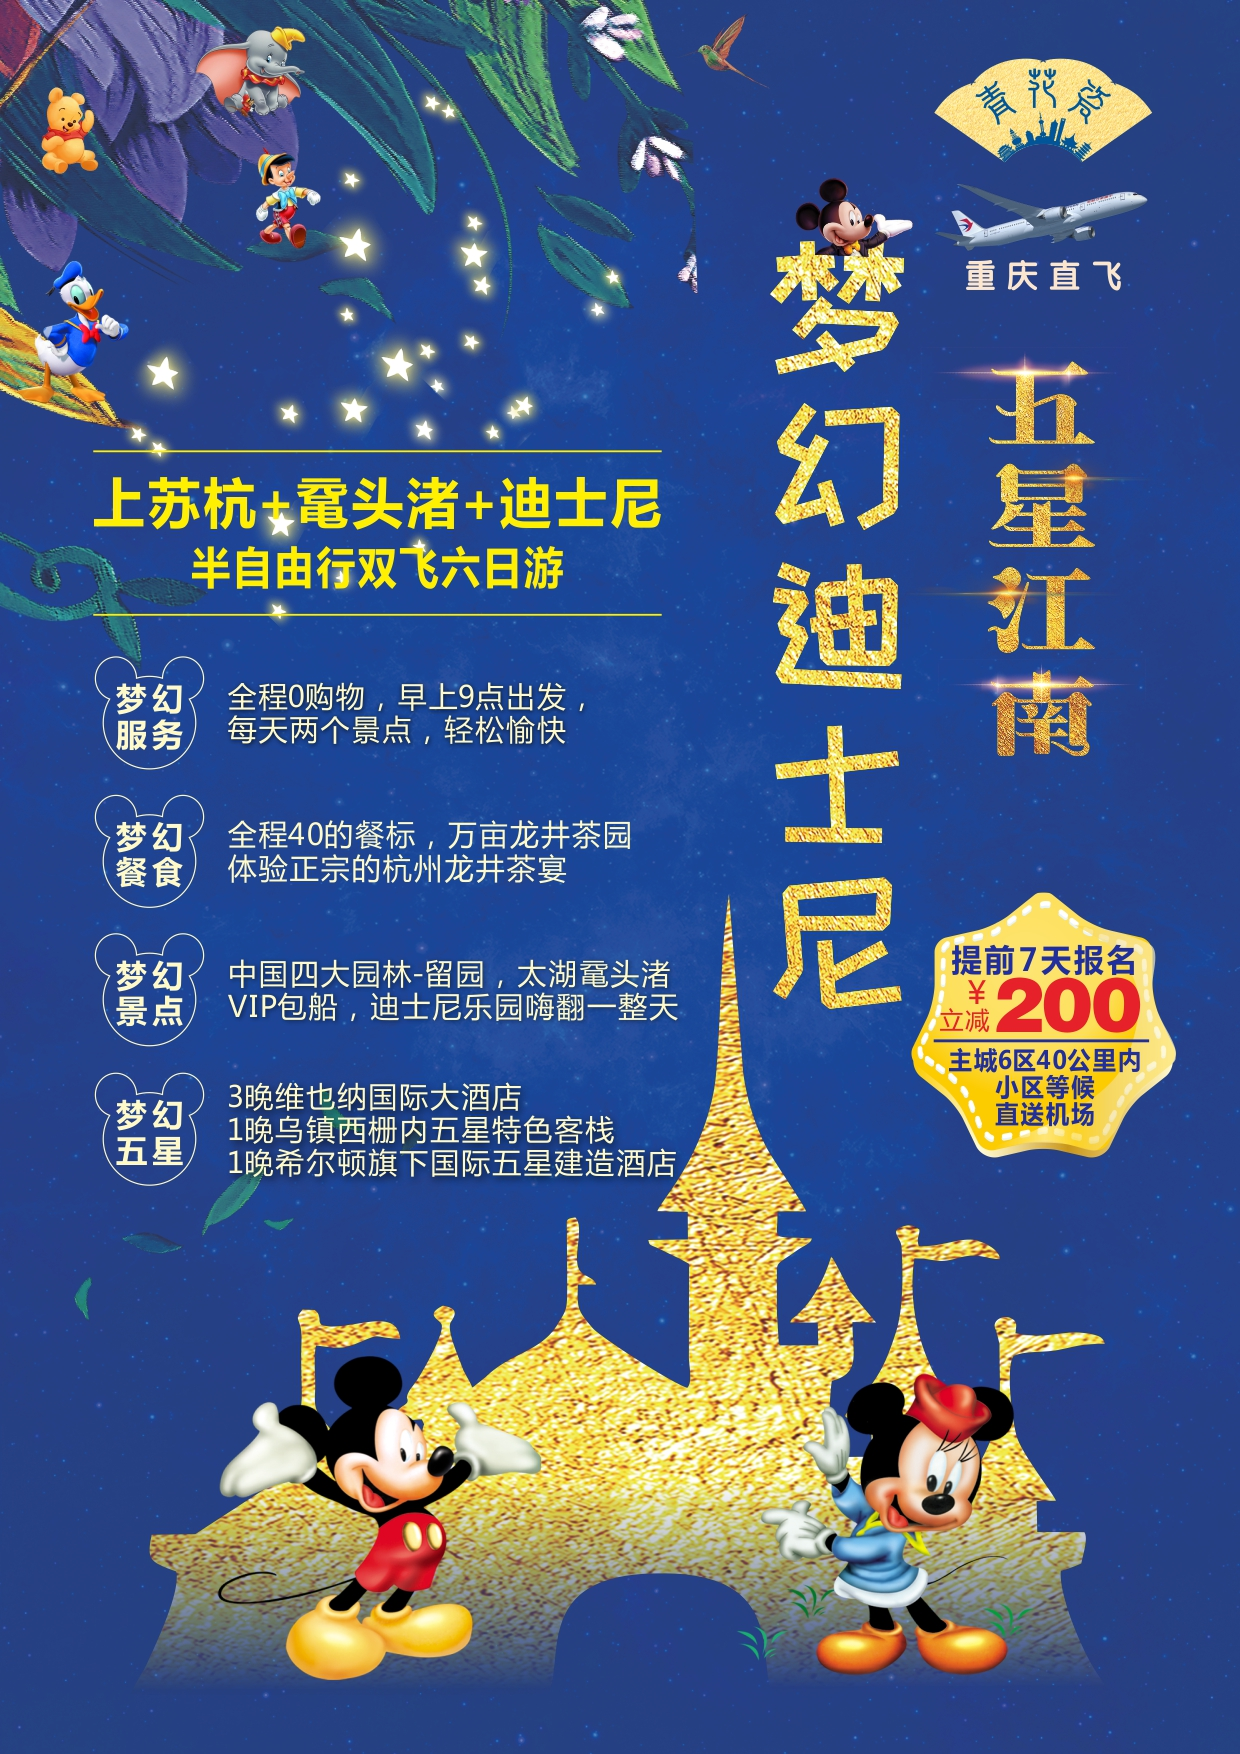 青花瓷
重庆直飞
五星江南
梦幻迪士尼
上苏杭+鼋头渚+迪士尼
半自由行双飞六日游
梦幻
服务
全程0购物，早上9点出发，
每天两个景点，轻松愉快
梦幻
餐食
全程40的餐标，万亩龙井茶园
体验正宗的杭州龙井茶宴
梦幻
景点
中国四大园林-留园，太湖鼋头渚
VIP包船，迪士尼乐园嗨翻一整天
梦幻
五星
3晚维也纳国际大酒店
1晚乌镇西栅内五星特色客栈
1晚希尔顿旗下国际五星建造酒店
提前7天报名
¥
立减200
主城6区40公里内
小区等候
直送机场